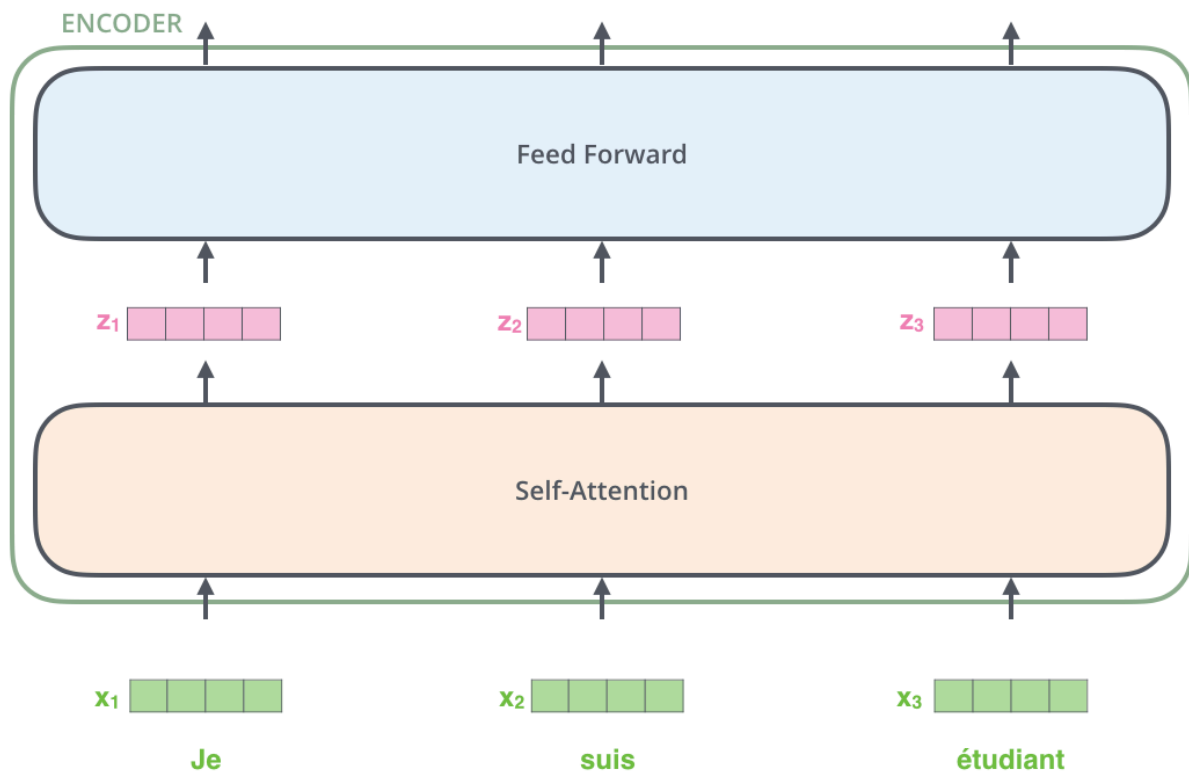 ENCODER
Feed Forward
z₁ z₂ z₃
Self-Attention
x₁ x₂ x₃
Je suis étudiant